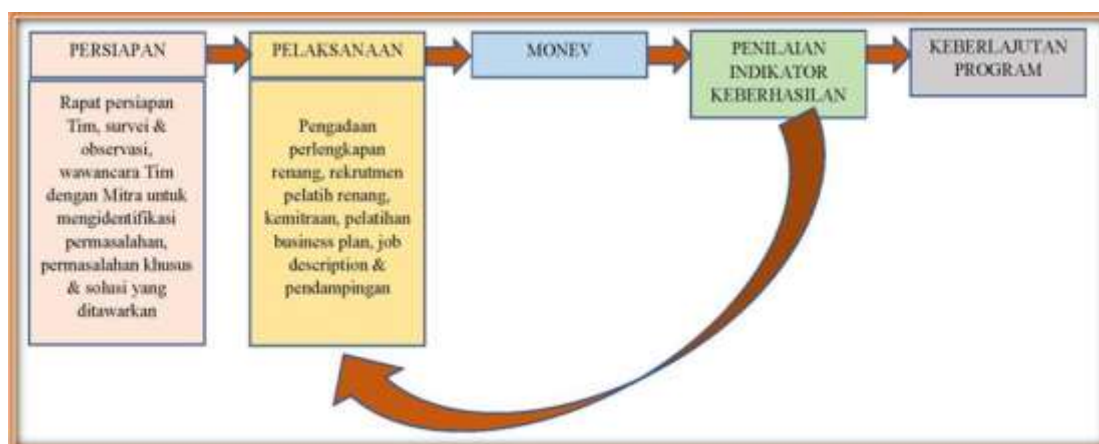 PERSIAPAN
Rapat persiapan
Tim, survei &
observasi,
wawancara Tim
dengan Mitra untuk
mengidentifikasi
permasalahan,
permasalahan khusus
& solusi yang
ditawarkan
PELAKSANAAN
Pengadaan
perlengkapan
renang, rekrutmen
pelatih renang,
kemitraan, pelatihan
business plan, job
description &
pendampingan
MONEV
PENILAIAN
INDIKATOR
KEBERHASILAN
KEBERLAJUTAN
PROGRAM